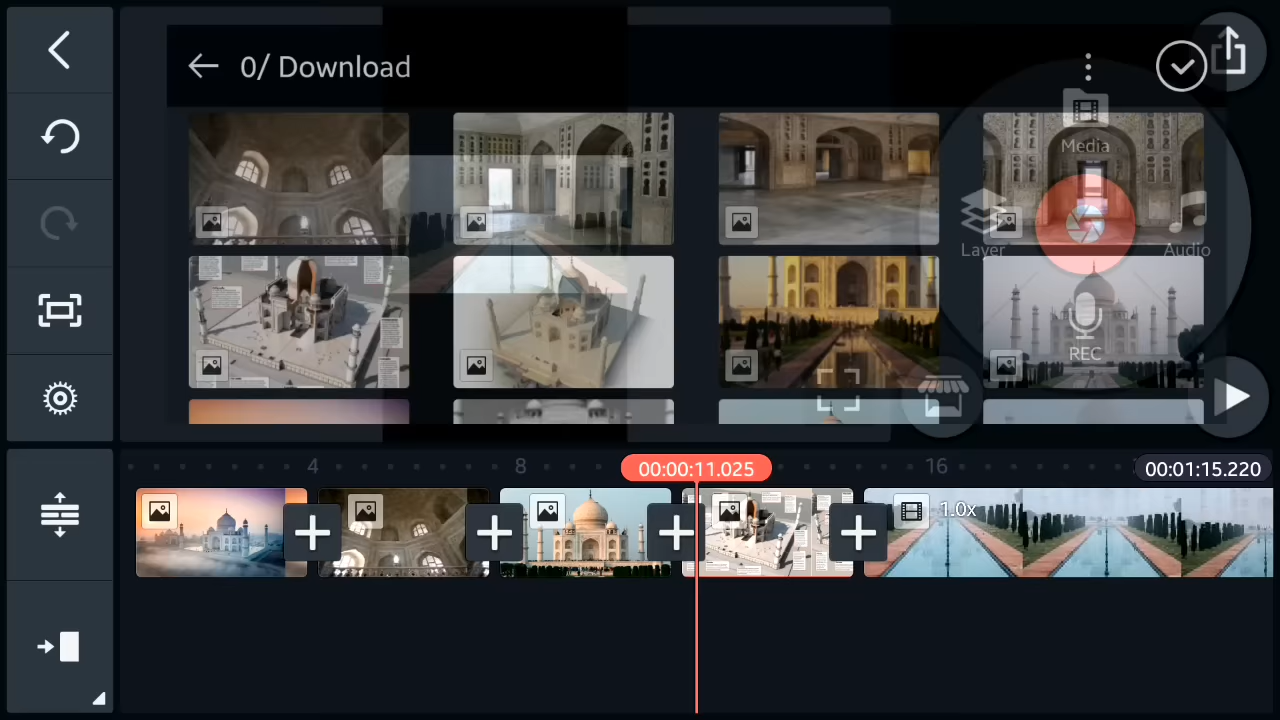 0/ Download
Media
Layer
Audio
REC
4
8
00:00:11.025
16
00:01:15.220
1.0x